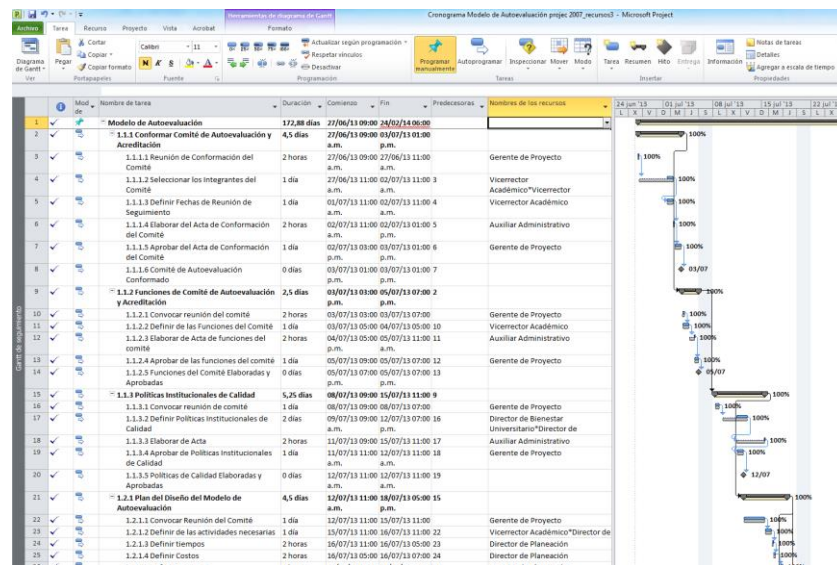 Herramientas de diagrama de Gantt
Cronograma Modelo de Autoevaluación projec 2007_recursos3 - Microsoft Project
Archivo Tarea Recurso Proyecto Vista Acrobat Formato
Diagrama de Gantt
Pegar
Cortar
Copiar
Copiar formato
Calibri 11
N K S
Actualizar según programación
Respetar vínculos
Desactivar
Programar manualmente
Autoprogramar
Inspeccionar
Mover
Modo
Tarea
Resumen
Hito
Entrega
Información
Notas de tareas
Detalles
Agregar a escala de tiempo
Ver Portapapeles Fuente Programación Tareas Insertar Propiedades
Mod de Nombre de tarea Duración Comienzo Fin Predecesoras Nombres de los recursos
24 jun '13 01 jul '13 08 jul '13 15 jul '13 22 jul '1
L X V D M J S L X V D M J S L X
Gantt de seguimiento
1 Modelo de Autoevaluación 172,88 días 27/06/13 09:00 24/02/14 06:00
2 1.1.1 Conformar Comité de Autoevaluación y Acreditación 4,5 días 27/06/13 09:00 a.m. 03/07/13 01:00 p.m. 100%
3 1.1.1.1 Reunión de Conformación del Comité 2 horas 27/06/13 09:00 a.m. 27/06/13 11:00 a.m. Gerente de Proyecto 100%
4 1.1.1.2 Seleccionar los Integrantes del Comité 1 día 27/06/13 11:00 a.m. 02/07/13 11:00 a.m. 3 Vicerrector Académico"Vicerrector 100%
5 1.1.1.3 Definir Fechas de Reunión de Seguimiento 1 día 01/07/13 11:00 a.m. 02/07/13 11:00 a.m. 4 Vicerrector Académico 100%
6 1.1.1.4 Elaborar del Acta de Conformación del Comité 2 horas 02/07/13 11:00 a.m. 02/07/13 01:00 p.m. 5 Auxiliar Administrativo 100%
7 1.1.1.5 Aprobar del Acta de Conformación del Comité 1 día 02/07/13 03:00 p.m. 03/07/13 01:00 p.m. 6 Gerente de Proyecto 100%
8 1.1.1.6 Comité de Autoevaluación Conformado 0 días 03/07/13 01:00 p.m. 03/07/13 01:00 p.m. 7 03/07
9 1.1.2 Funciones de Comité de Autoevaluación y Acreditación 2,5 días 03/07/13 03:00 p.m. 05/07/13 07:00 p.m. 2 100%
10 1.1.2.1 Convocar reunión del comité 2 horas 03/07/13 03:00 03/07/13 07:00 Gerente de Proyecto 100%
11 1.1.2.2 Definir de las Funciones del Comité 1 día 03/07/13 05:00 04/07/13 05:00 10 Vicerrector Académico 100%
12 1.1.2.3 Elaborar de Acta de funciones del comité 2 horas 04/07/13 05:00 p.m. 05/07/13 11:00 a.m. 11 Auxiliar Administrativo 100%
13 1.1.2.4 Aprobar de las funciones del comité 1 día 05/07/13 09:00 05/07/13 07:00 12 Gerente de Proyecto 100%
14 1.1.2.5 Funciones del Comité Elaboradas y Aprobadas 0 días 05/07/13 07:00 p.m. 05/07/13 07:00 p.m. 13 05/07
15 1.1.3 Políticas Institucionales de Calidad 5,25 días 08/07/13 09:00 15/07/13 11:00 9 100%
16 1.1.3.1 Convocar reunión de comité 1 día 08/07/13 09:00 08/07/13 07:00 Gerente de Proyecto 100%
17 1.1.3.2 Definir Políticas Institucionales de Calidad 2 días 09/07/13 09:00 a.m. 12/07/13 07:00 p.m. 16 Director de Bienestar Universitario"Director de 100%
18 1.1.3.3 Elaborar de Acta 2 horas 11/07/13 09:00 15/07/13 11:00 17 Auxiliar Administrativo 100%
19 1.1.3.4 Aprobar de Políticas Institucionales de Calidad 1 día 11/07/13 11:00 a.m. 12/07/13 11:00 a.m. 18 Gerente de Proyecto 100%
20 1.1.3.5 Políticas de Calidad Elaboradas y Aprobadas 0 días 12/07/13 11:00 a.m. 12/07/13 11:00 a.m. 19 12/07
21 1.2.1 Plan del Diseño del Modelo de Autoevaluación 4,5 días 12/07/13 11:00 a.m. 18/07/13 05:00 p.m. 15 100%
22 1.2.1.1 Convocar Reunión del Comité 1 día 12/07/13 11:00 15/07/13 11:00 Gerente de Proyecto 100%
23 1.2.1.2 Definir de las actividades necesarias 1 día 15/07/13 11:00 16/07/13 11:00 22 Vicerrector Académico"Director de 100%
24 1.2.1.3 Definir tiempos 2 horas 16/07/13 11:00 16/07/13 05:00 23 Director de Planeación 100%
25 1.2.1.4 Definir Costos 2 horas 16/07/13 05:00 16/07/13 07:00 24 Director de Planeación 100%